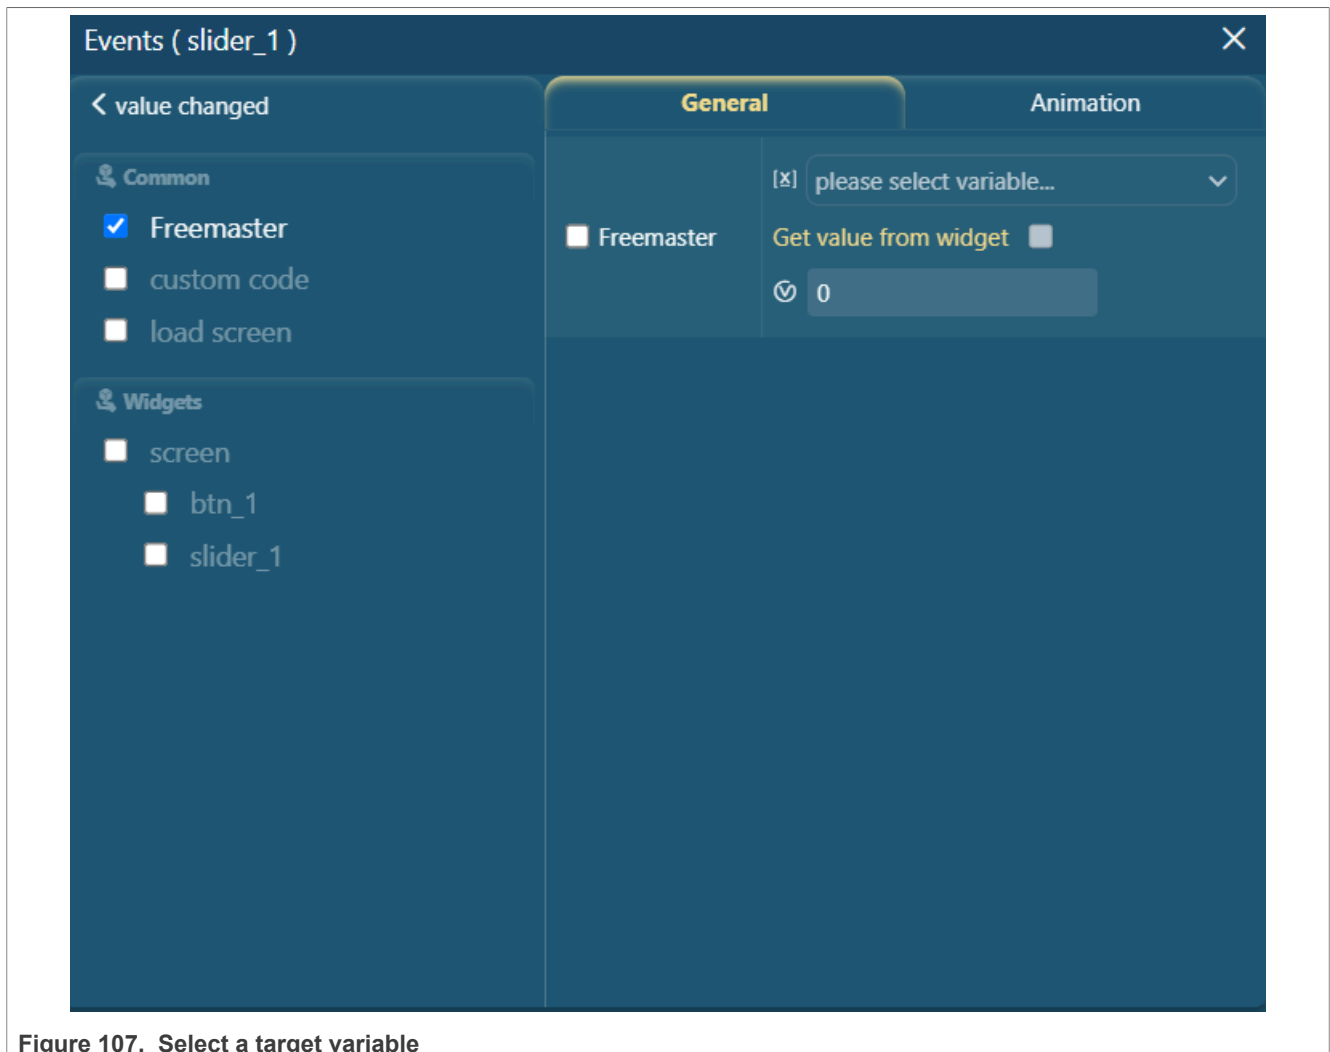 Events ( slider_1 )
value changed
General
Animation
Common
Freemaster
custom code
load screen
Widgets
screen
btn_1
slider_1
[x] please select variable...
Freemaster
Get value from widget
0
Figure 107. Select a target variable